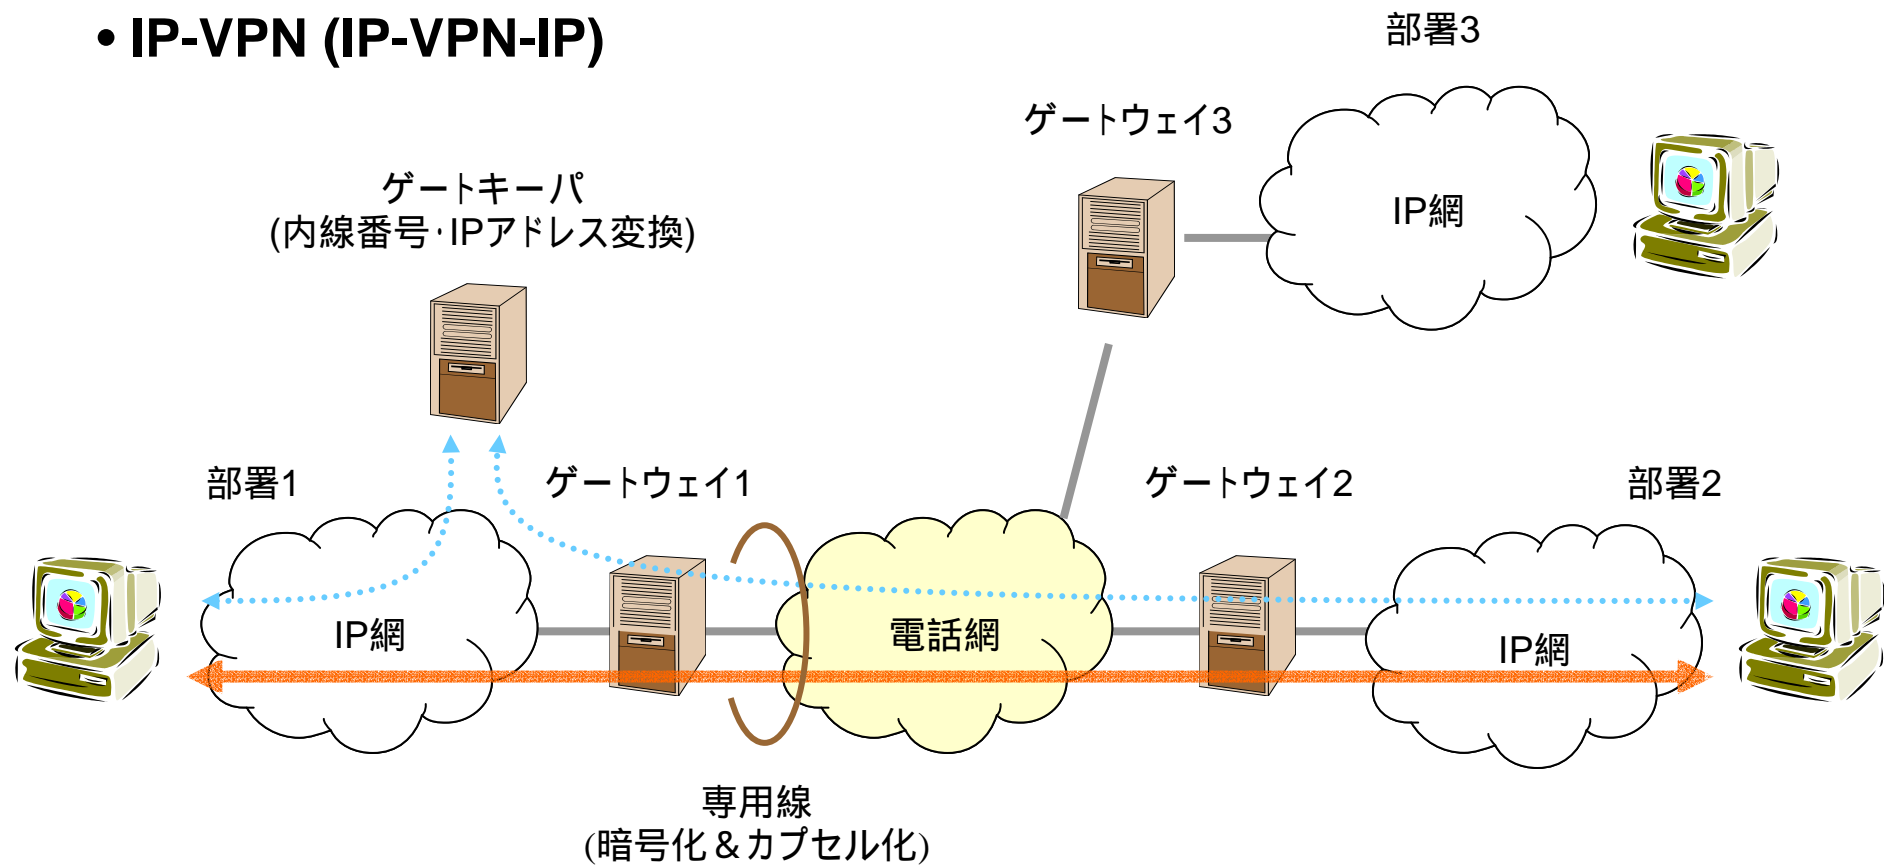 • IP-VPN (IP-VPN-IP)
部署3
ゲートウェイ3
IP網
ゲートキーパ
(内線番号・IPアドレス変換)
部署1
ゲートウェイ1
ゲートウェイ2
部署2
IP網
電話網
IP網
専用線
(暗号化&カプセル化)